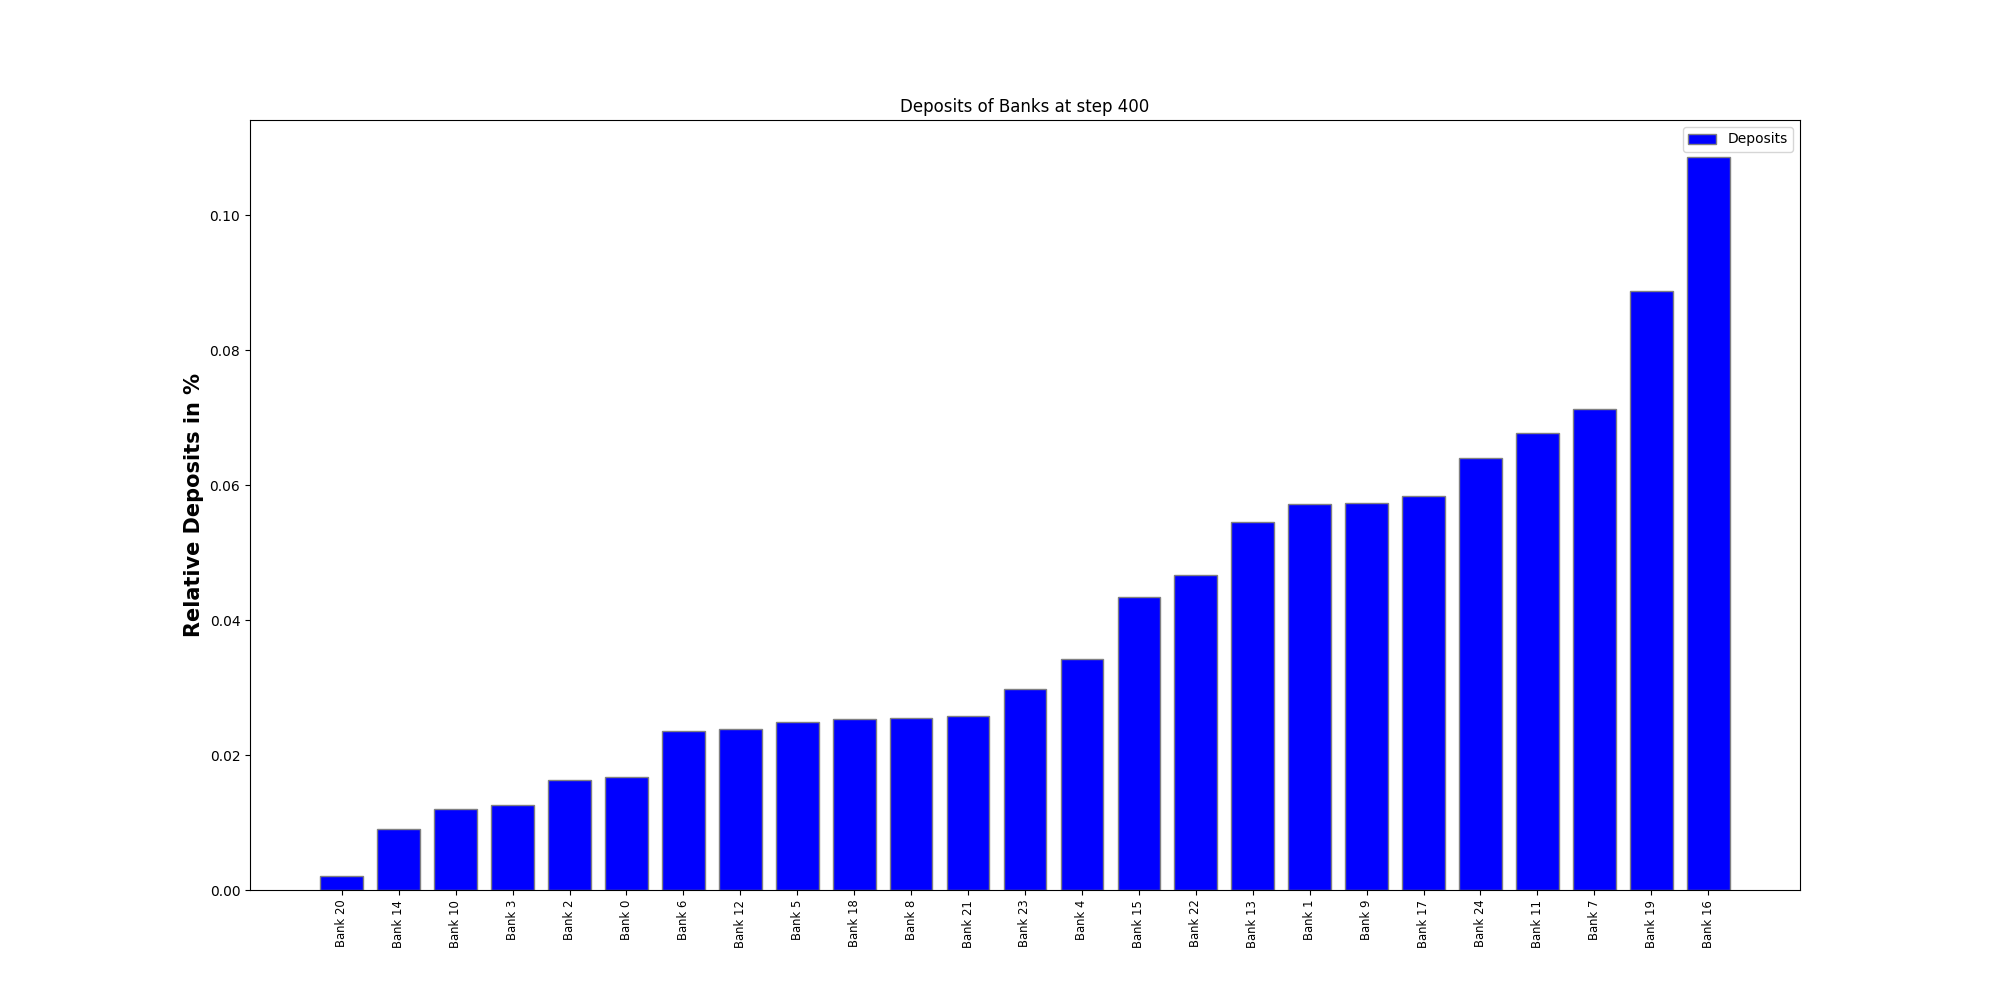 Deposits of Banks at step 400
Deposits
Relative Deposits in %
0.10
0.08
0.06
0.04
0.02
0.00
Bank 20
Bank 14
Bank 10
Bank 3
Bank 2
Bank 0
Bank 6
Bank 12
Bank 5
Bank 18
Bank 8
Bank 21
Bank 23
Bank 4
Bank 15
Bank 22
Bank 13
Bank 1
Bank 9
Bank 17
Bank 24
Bank 11
Bank 7
Bank 19
Bank 16